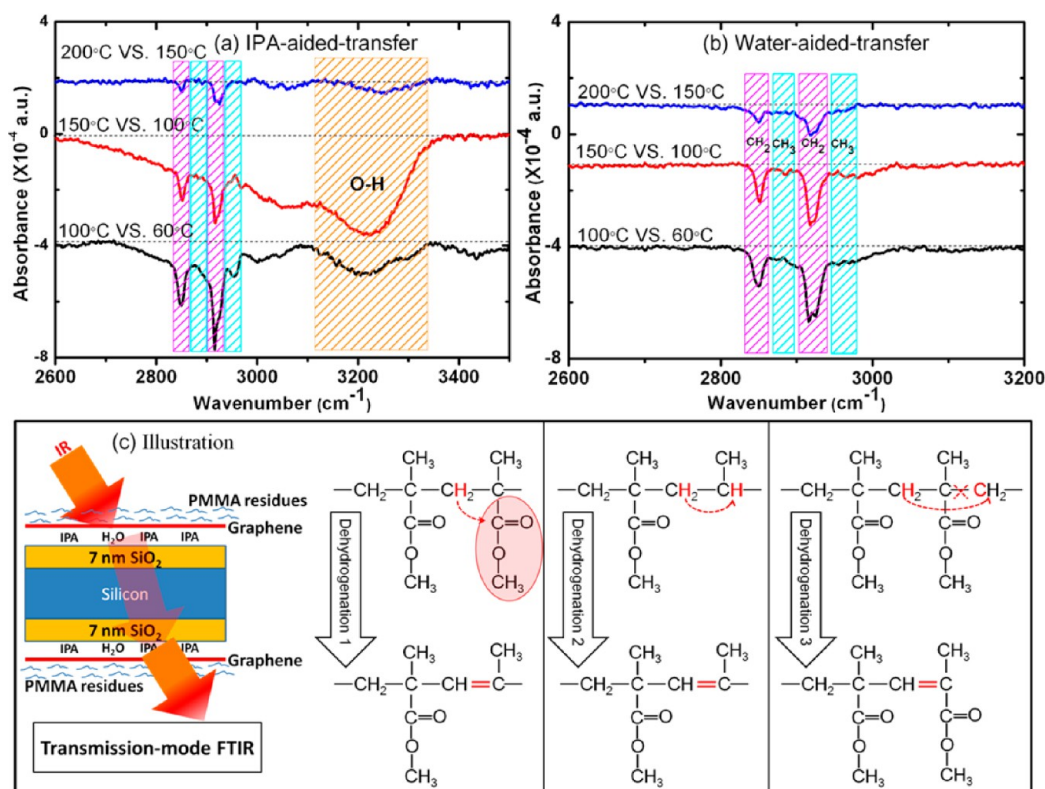 (a) IPA-aided-transfer
200°C VS. 150°C
150°C VS. 100°C
O-H
100°C VS. 60°C
4
0
-4
-8
Absorbance (X10⁻⁴ a.u.)
2600 2800 3000 3200 3400
Wavenumber (cm⁻¹)
(b) Water-aided-transfer
200°C VS. 150°C
CH₂ CH₃ CH₂ CH₃
150°C VS. 100°C
100°C VS. 60°C
4
0
-4
-8
Absorbance (X10⁻⁴ a.u.)
2600 2800 3000 3200
Wavenumber (cm⁻¹)
(c) Illustration
IR
PMMA residues
Graphene
IPA H₂O IPA IPA
7 nm SiO₂
Silicon
7 nm SiO₂
IPA H₂O IPA IPA
Graphene
PMMA residues
Transmission-mode FTIR
CH₃ CH₃
—CH₂—C—CH₂—C—
C=O C=O
O O
CH₃ CH₃
Dehydrogenation 1
CH₃ CH₃
—CH₂—C—CH=C—
C=O
O
CH₃
CH₃ CH₃
—CH₂—C—CH₂—CH—
C=O
O
CH₃
Dehydrogenation 2
CH₃ CH₃
—CH₂—C—CH=C—
C=O
O
CH₃
CH₃ CH₃
—CH₂—C—CH₂—C-×-CH₂—
C=O C=O
O O
CH₃ CH₃
Dehydrogenation 3
CH₃ CH₃
—CH₂—C—CH=C
C=O C=O
O O
CH₃ CH₃